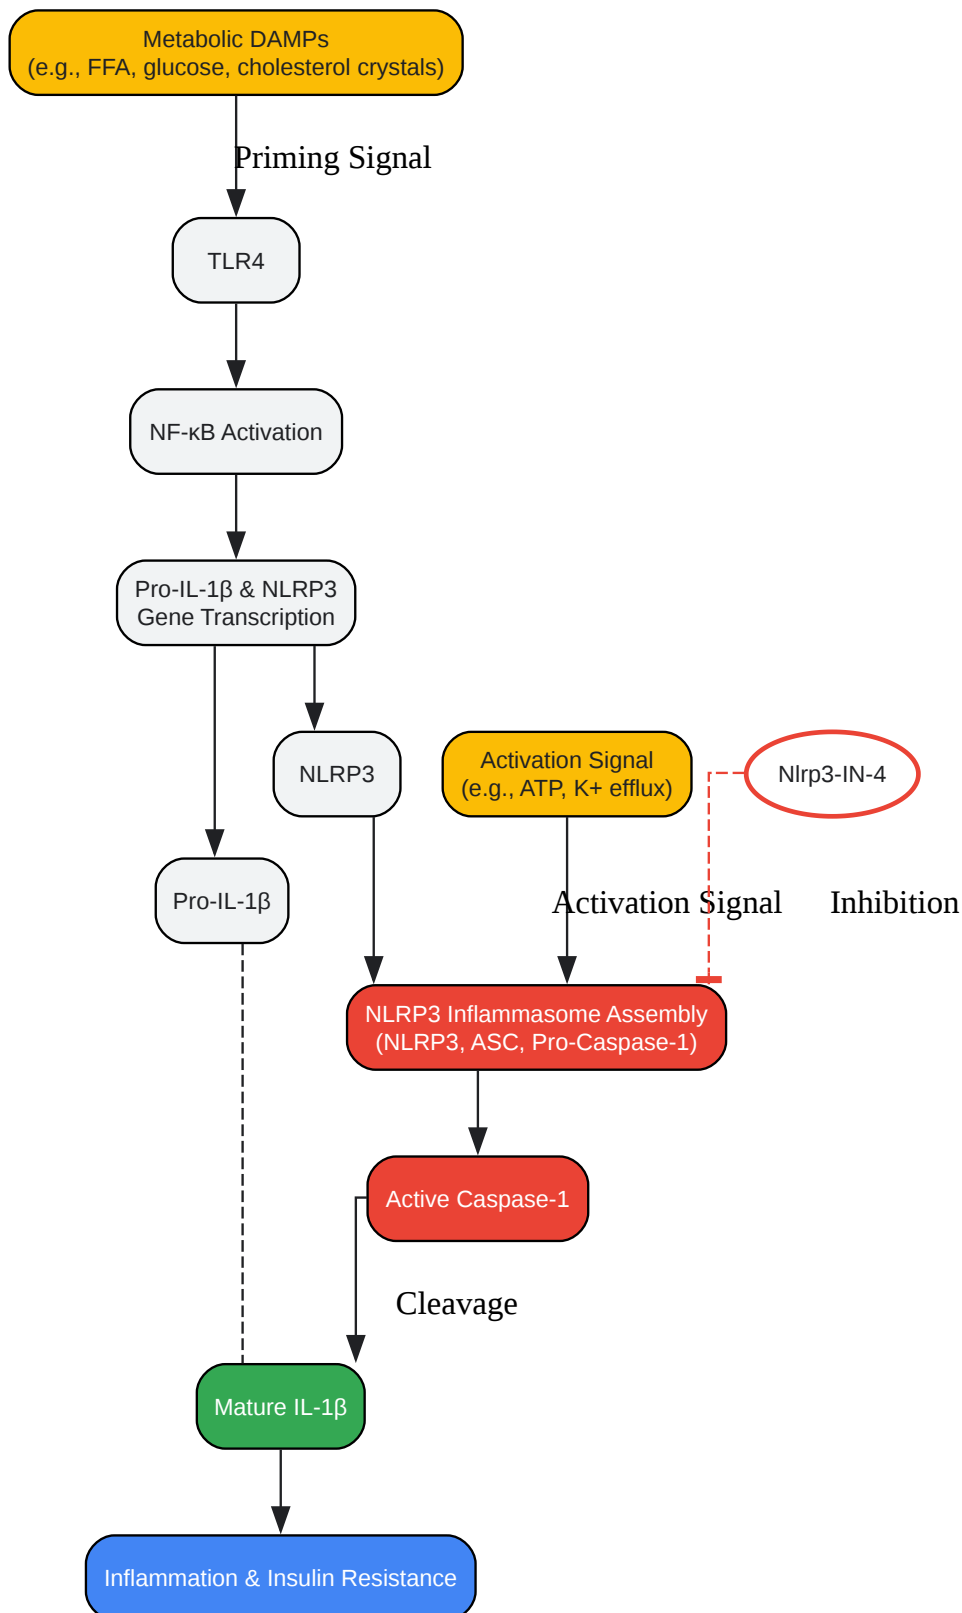 Metabolic DAMPs
(e.g., FFA, glucose, cholesterol crystals)
Priming Signal
TLR4
NF-κB Activation
Pro-IL-1β & NLRP3
Gene Transcription
NLRP3
Activation Signal
(e.g., ATP, K+ efflux)
Nlrp3-IN-4
Pro-IL-1β
Activation Signal
Inhibition
NLRP3 Inflammasome Assembly
(NLRP3, ASC, Pro-Caspase-1)
Active Caspase-1
Cleavage
Mature IL-1β
Inflammation & Insulin Resistance